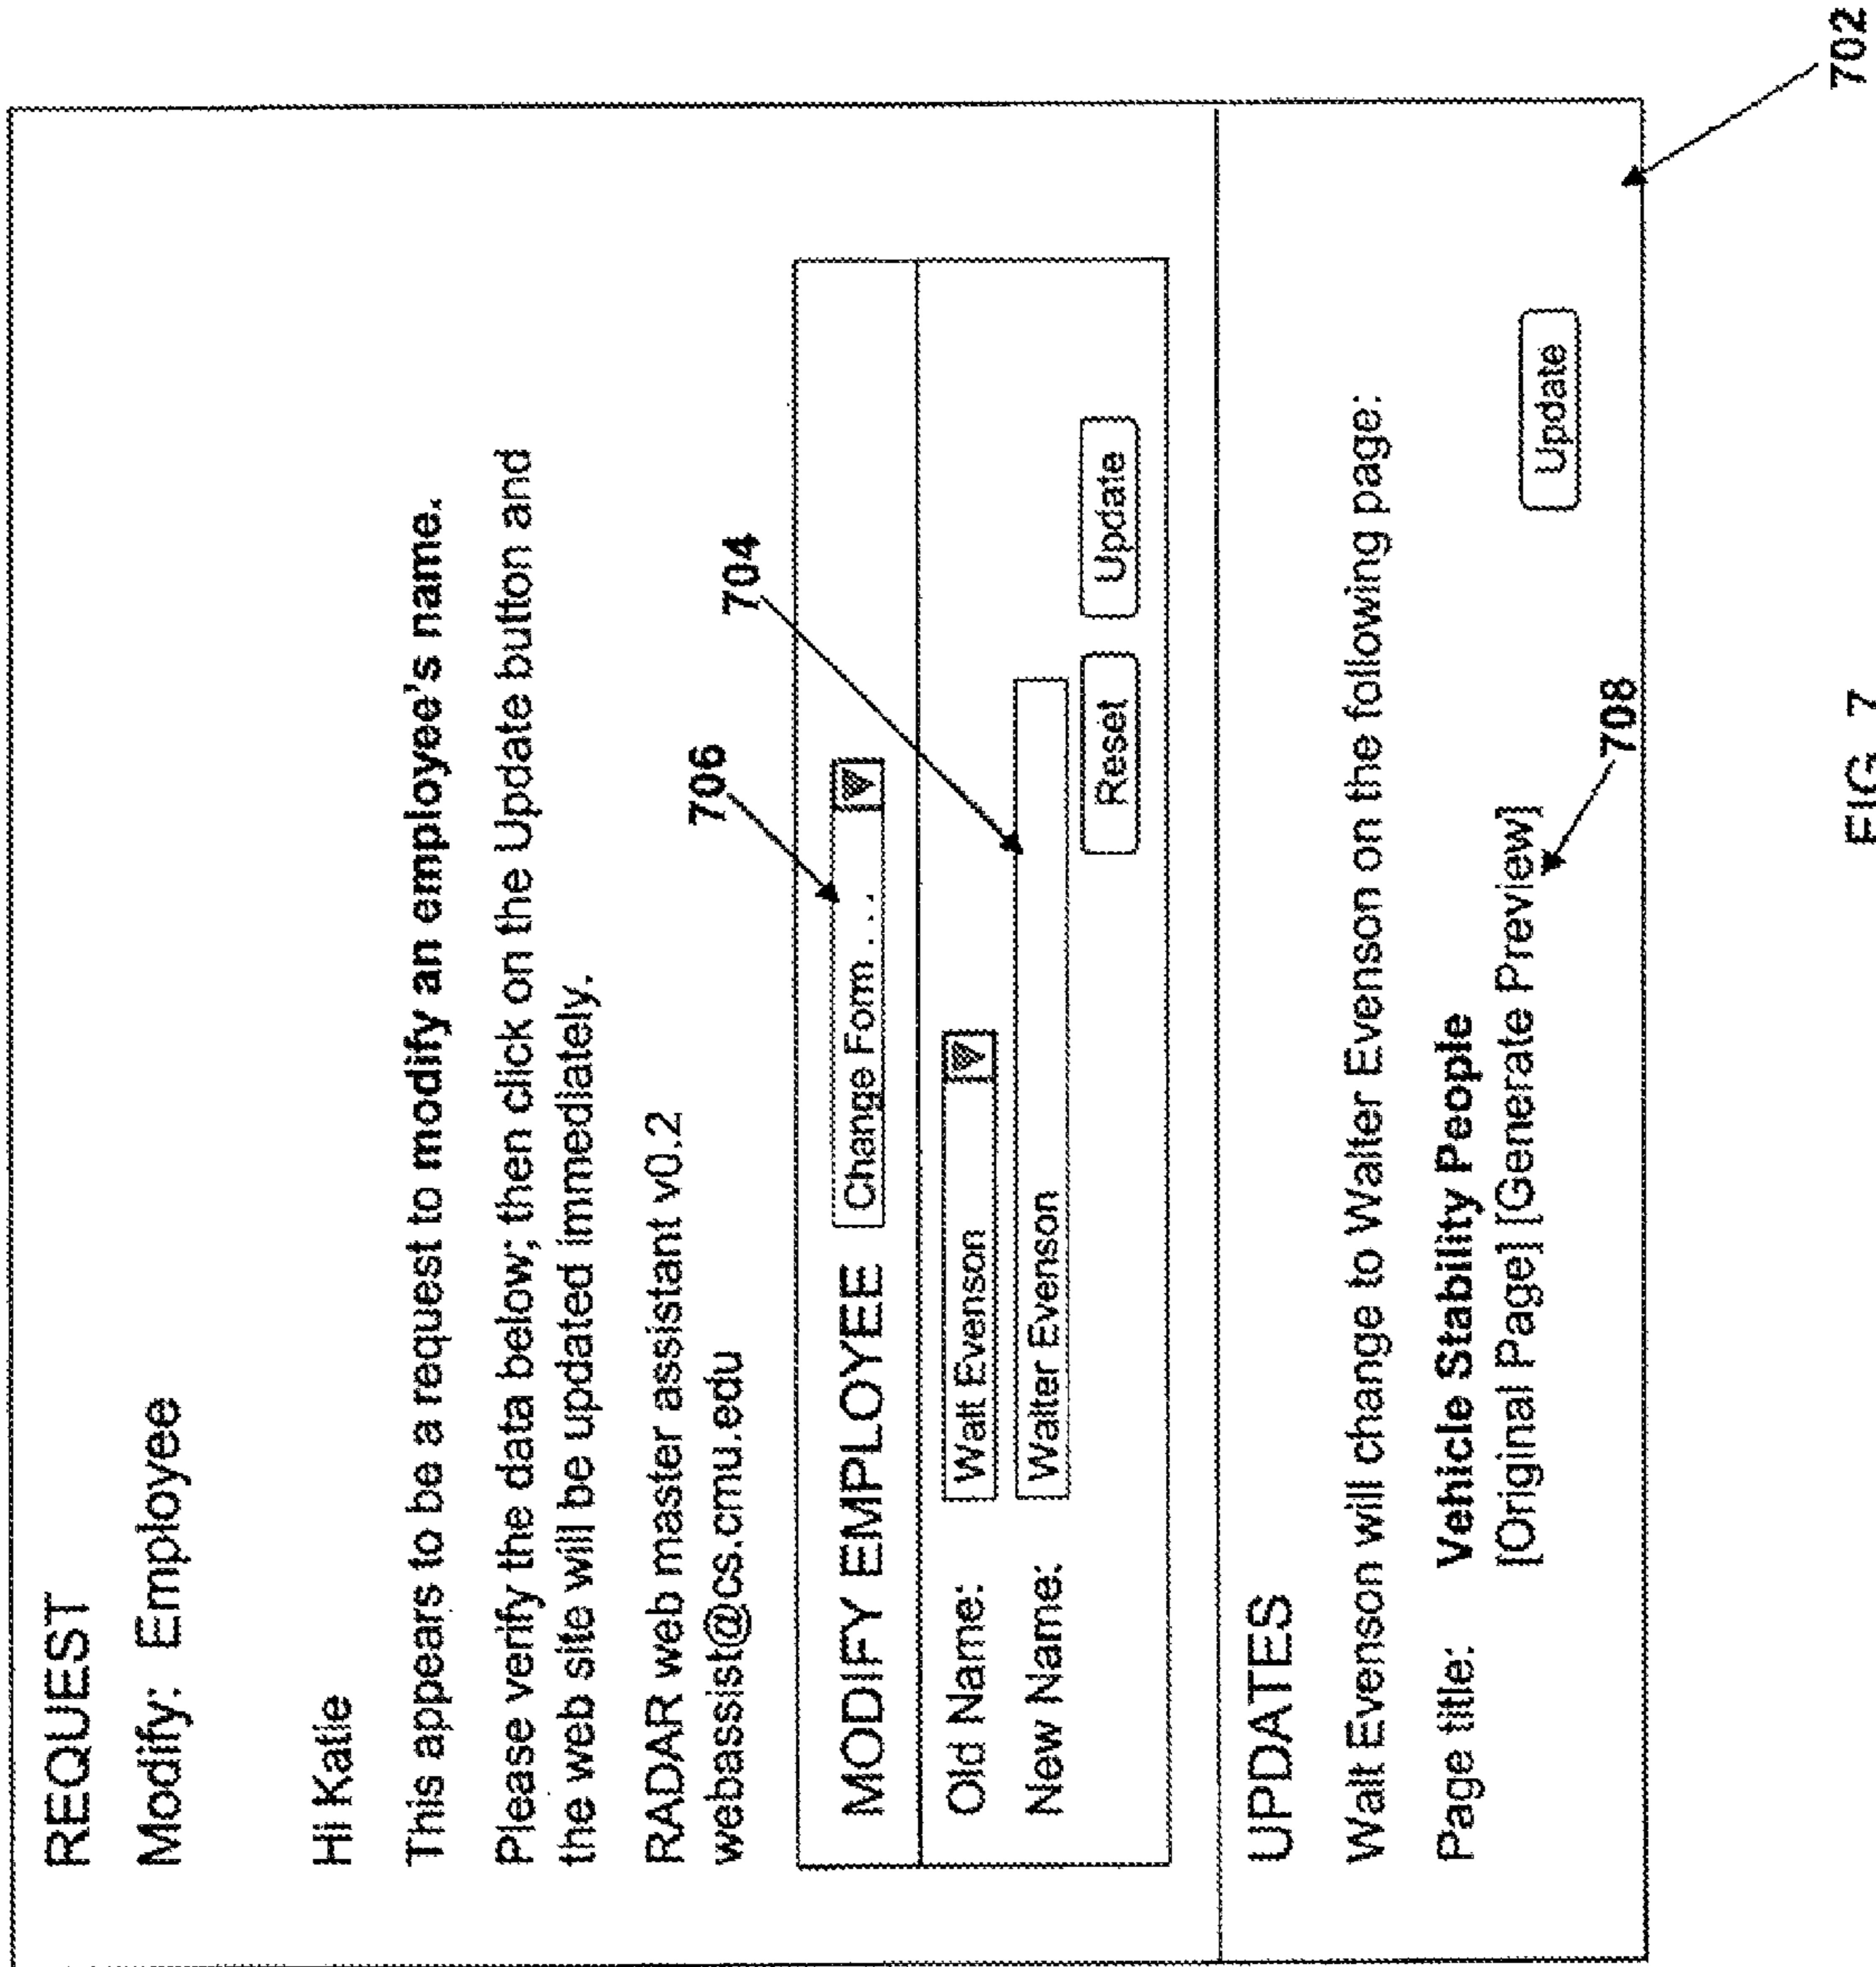 REQUEST
Modify: Employee
Hi Katie
This appears to be a request to modify an employee's name.
Please verify the data below; then click on the Update button and
the web site will be updated immediately.
RADAR web master assistant v0.2
webassist@cs.cmu.edu
706
704
MODIFY EMPLOYEE Change Form . . .
Old Name: Walt Evenson
New Name: Walter Evenson
Reset Update
UPDATES
Walt Evenson will change to Walter Evenson on the following page:
Page title: Vehicle Stability People
[Original Page] [Generate Preview]
Update
708
702
FIG. 7